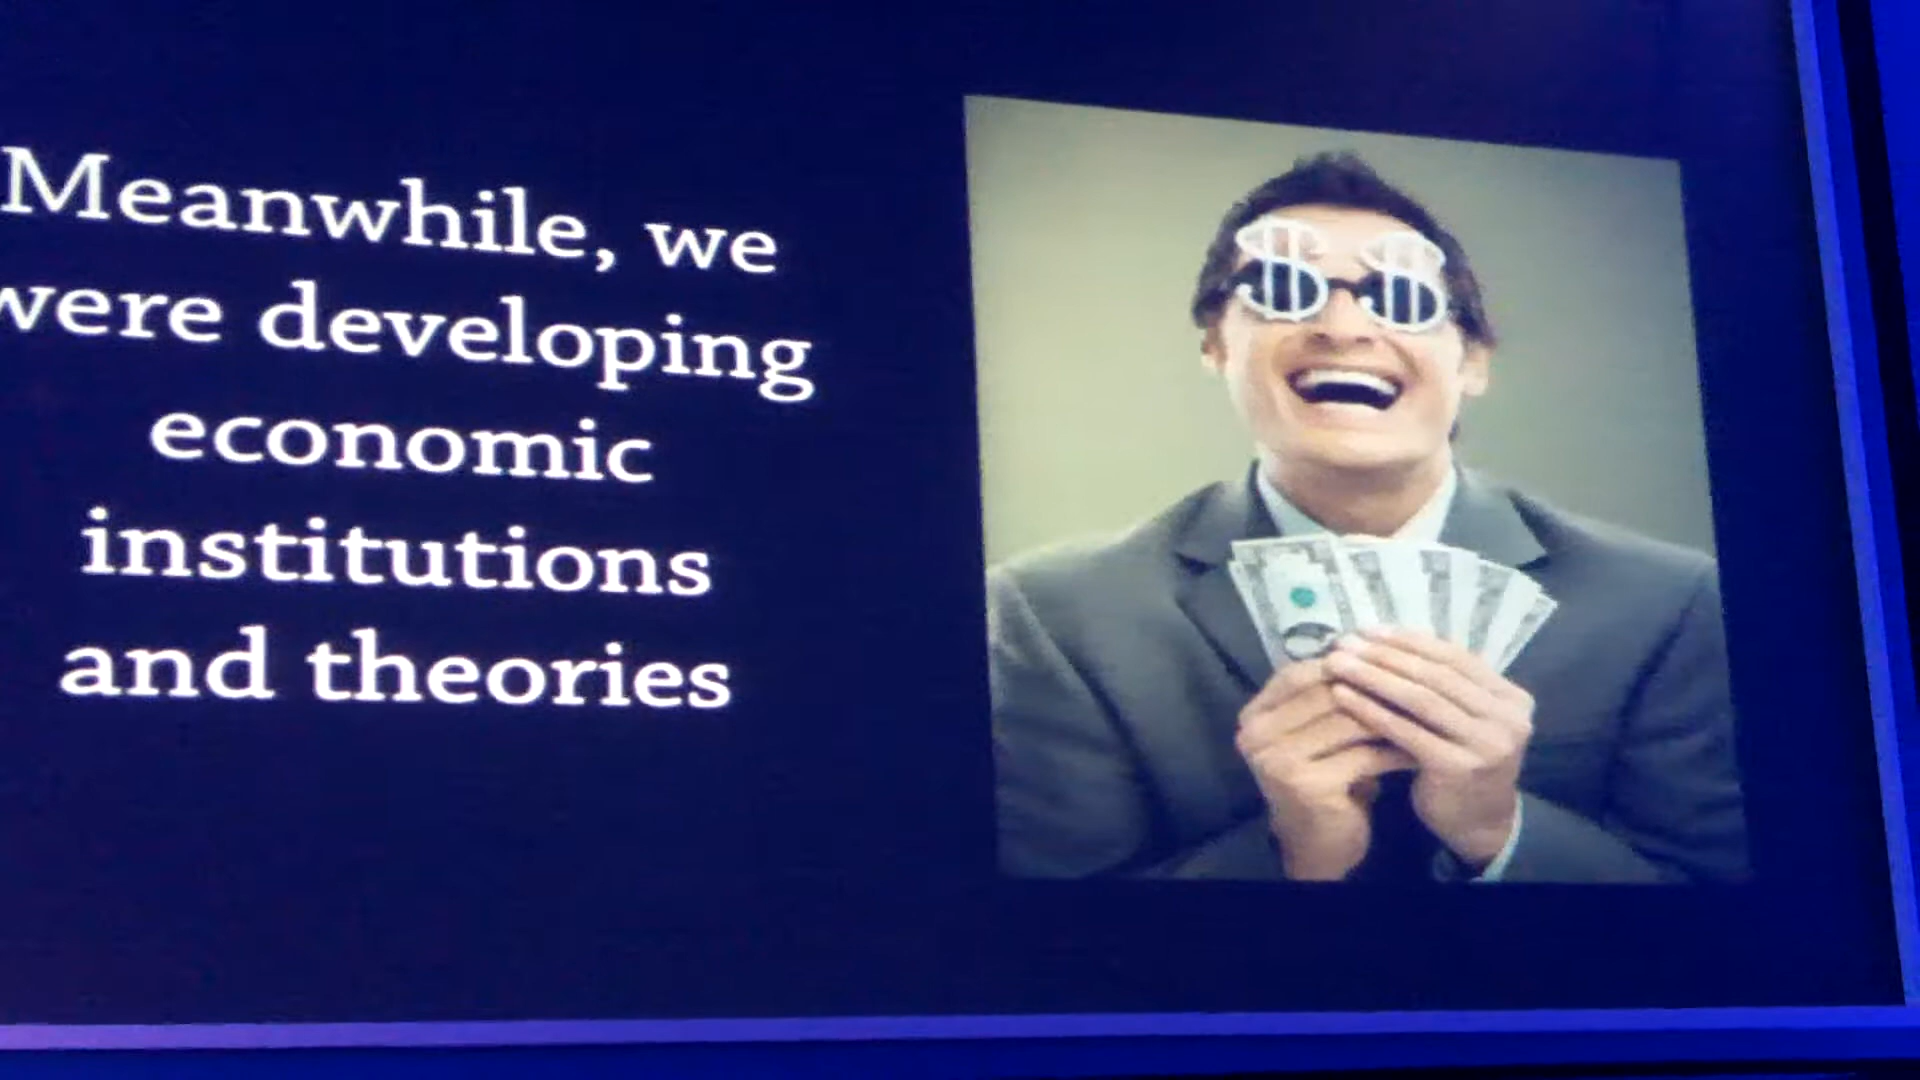 Meanwhile, we
were developing
economic
institutions
and theories